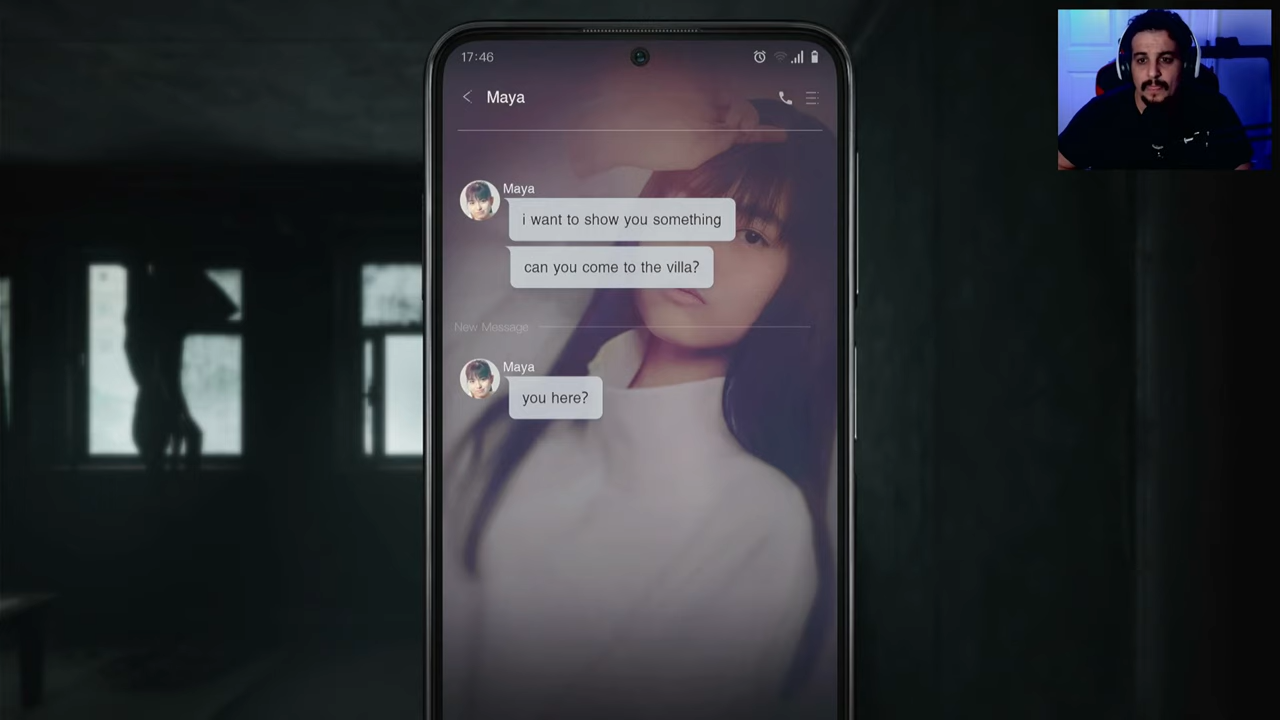 17:46
Maya
Maya
i want to show you something
can you come to the villa?
New Message
Maya
you here?